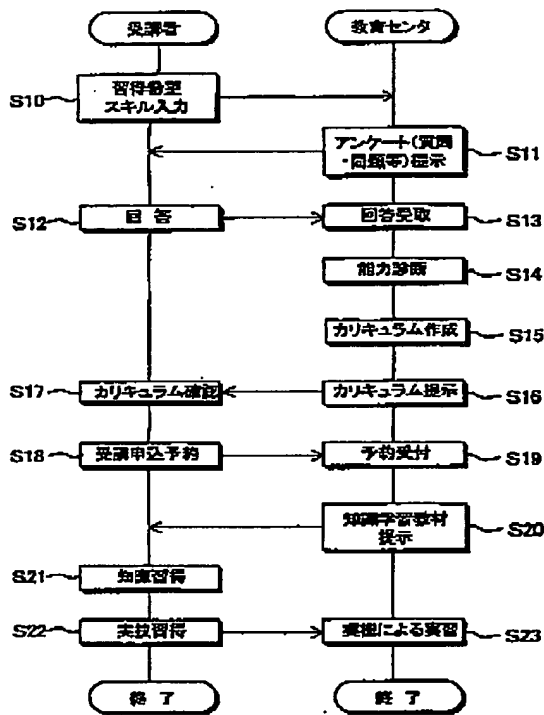 受講者
教育センタ
S10
習得希望
スキル入力
アンケート(質問
・問題等)提示
S11
S12
回答
回答受取
S13
能力診断
S14
カリキュラム作成
S15
S17
カリキュラム確認
カリキュラム提示
S16
S18
受講申込予約
予約受付
S19
知識学習教材
提示
S20
S21
知識習得
S22
実技習得
実機による実習
S23
終了
終了